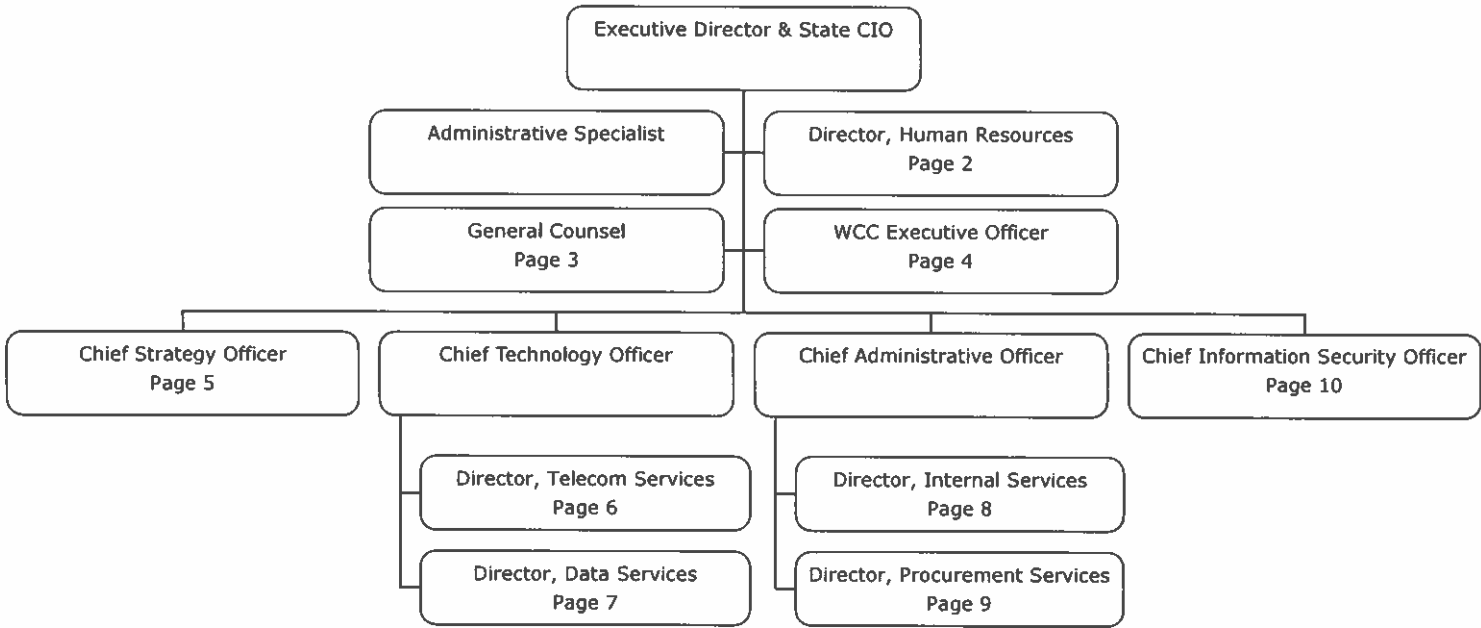 Executive Director & State CIO
Administrative Specialist
Director, Human Resources
Page 2
General Counsel
Page 3
WCC Executive Officer
Page 4
Chief Strategy Officer
Page 5
Chief Technology Officer
Chief Administrative Officer
Chief Information Security Officer
Page 10
Director, Telecom Services
Page 6
Director, Internal Services
Page 8
Director, Data Services
Page 7
Director, Procurement Services
Page 9